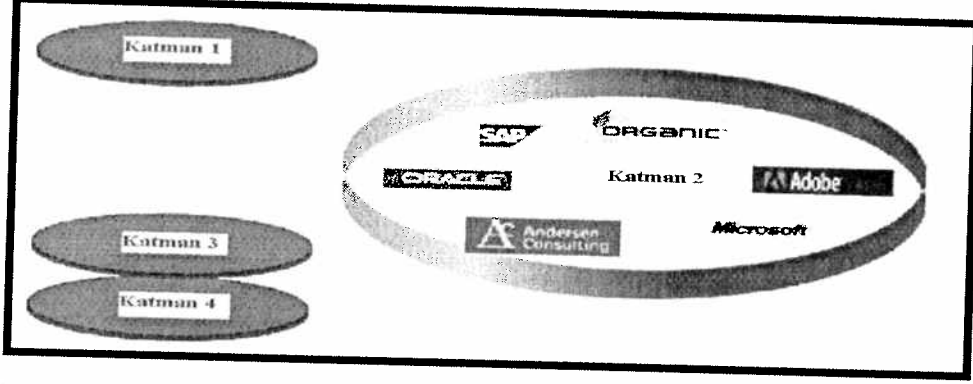 Katman 1
SAP
ORGANIC
ORACLE
Katman 2
Adobe
Andersen
Consulting
Microsoft
Katman 3
Katman 4